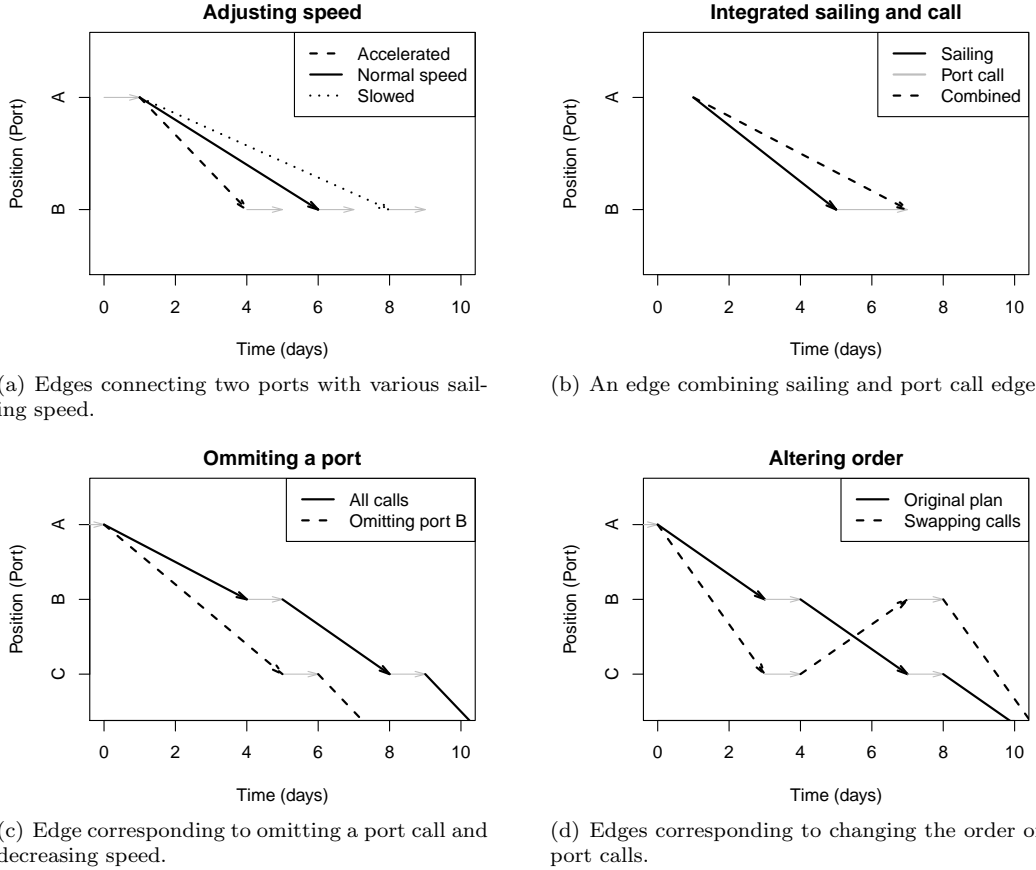 Adjusting speed
Accelerated
Normal speed
Slowed
Position (Port)
A
B
0 2 4 6 8 10
Time (days)
(a) Edges connecting two ports with various sail-
ing speed.
Integrated sailing and call
Sailing
Port call
Combined
Position (Port)
A
B
0 2 4 6 8 10
Time (days)
(b) An edge combining sailing and port call edge
Ommiting a port
All calls
Omitting port B
Position (Port)
A
B
C
0 2 4 6 8 10
Time (days)
(c) Edge corresponding to omitting a port call and
decreasing speed.
Altering order
Original plan
Swapping calls
Position (Port)
A
B
C
0 2 4 6 8 10
Time (days)
(d) Edges corresponding to changing the order o
port calls.